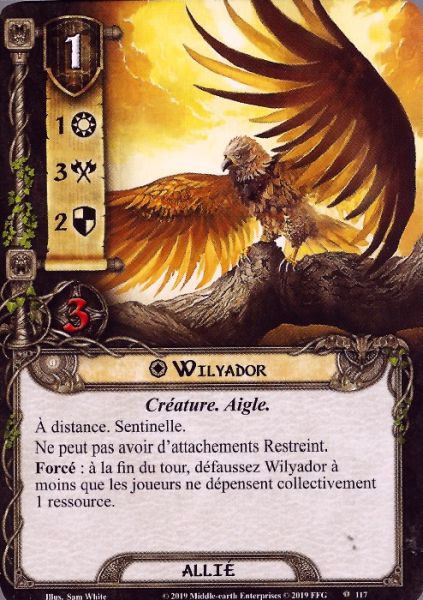 1
1
3
2
3
Wilyador
Créature. Aigle.
À distance. Sentinelle.
Ne peut pas avoir d'attachements Restreint.
Forcé : à la fin du tour, défaussez Wilyador à
moins que les joueurs ne dépensent collectivement
1 ressource.
ALLIÉ
Illus. Sam White © 2019 Middle-earth Enterprises © 2019 FFG 117